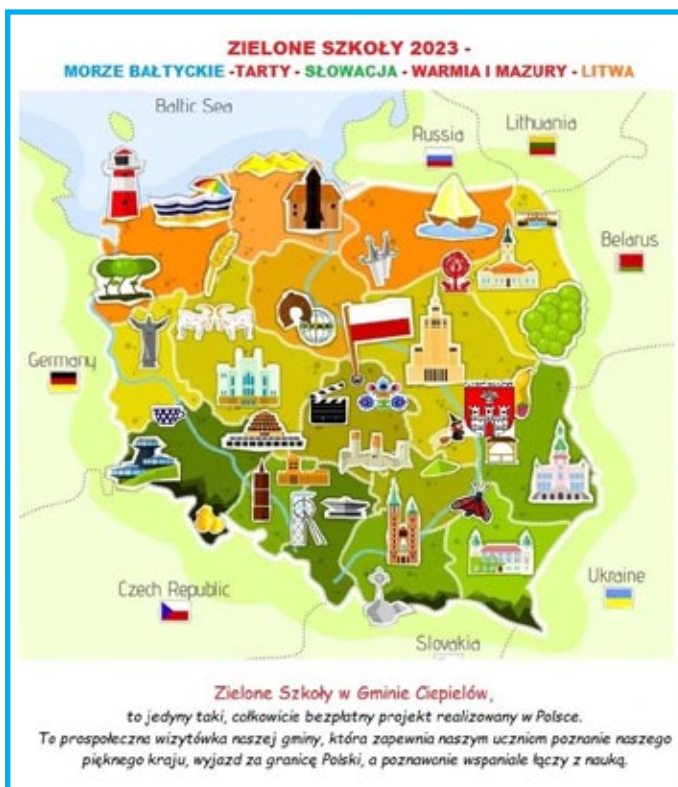 ZIELONE SZKOŁY 2023 -
MORZE BAŁTYCKIE -TARTY - SŁOWACJA - WARMIA I MAZURY - LITWA
Baltic Sea
Russia
Lithuania
Belarus
Germany
Czech Republic
Ukraine
Slovakia
Zielone Szkoły w Gminie Ciepielów,
to jedyny taki, całkowicie bezpłatny projekt realizowany w Polsce.
To prospołeczna wizytówka naszej gminy, która zapewnia naszym uczniom poznanie naszego
pięknego kraju, wyjazd za granicę Polski, a poznawanie wspaniale łączy z nauką.